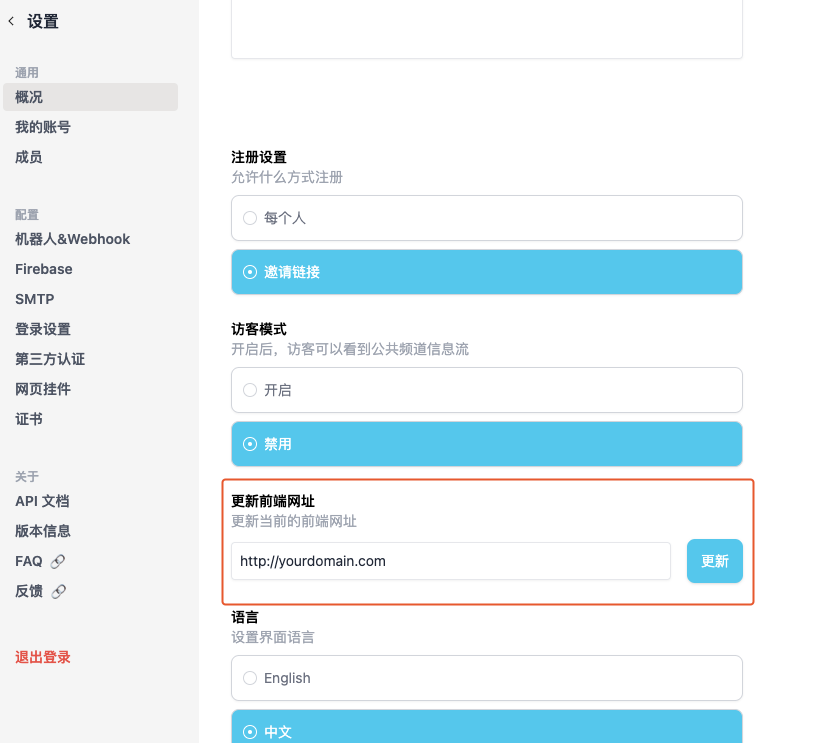 设置
通用
概况
我的账号
成员
配置
机器人&Webhook
Firebase
SMTP
登录设置
第三方认证
网页挂件
证书
关于
API 文档
版本信息
FAQ
反馈
退出登录
注册设置
允许什么方式注册
每个人
邀请链接
访客模式
开启后，访客可以看到公共频道信息流
开启
禁用
更新前端网址
更新当前的前端网址
http://yourdomain.com
更新
语言
设置界面语言
English
中文